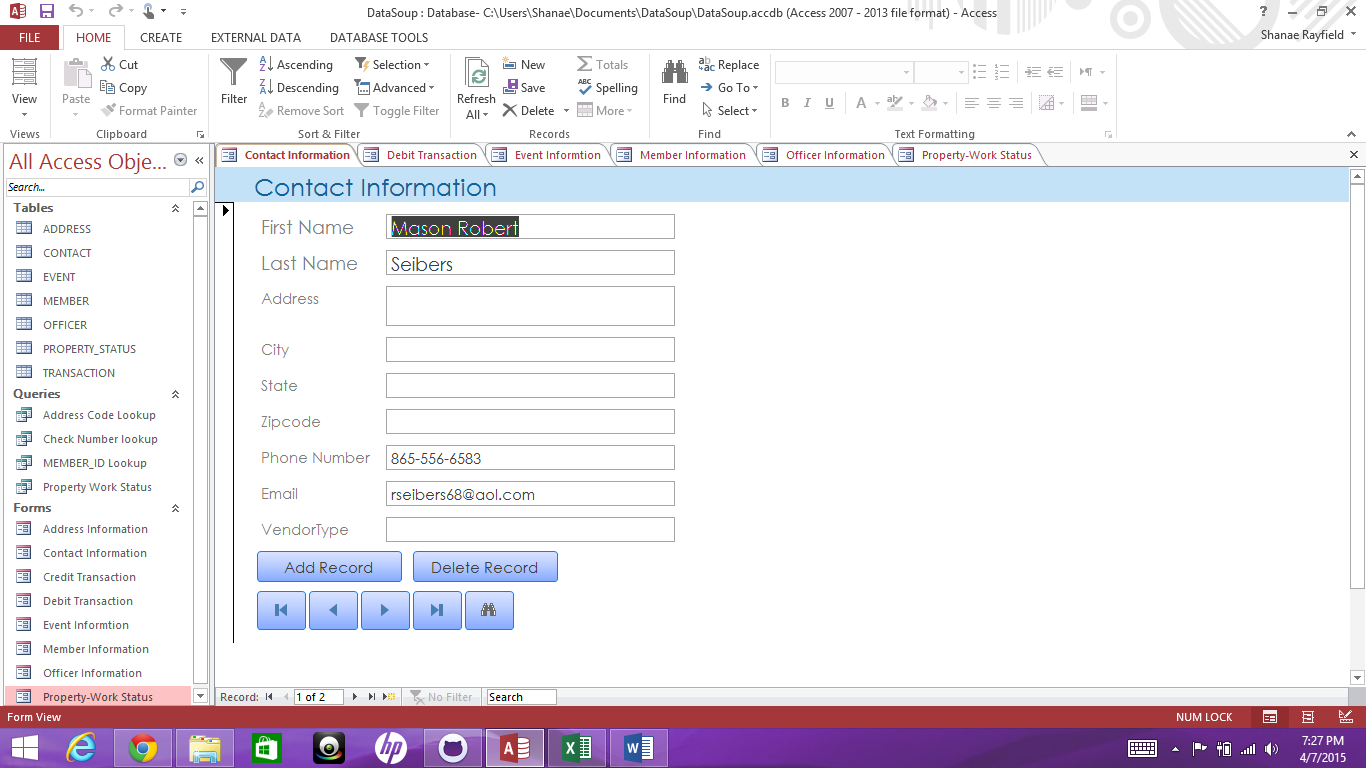 DataSoup : Database- C:\Users\Shanae\Documents\DataSoup\DataSoup.accdb (Access 2007 - 2013 file format) - Access
FILE HOME CREATE EXTERNAL DATA DATABASE TOOLS Shanae Rayfield
View
Views
Paste
Cut
Copy
Format Painter
Clipboard
Filter
Ascending
Descending
Remove Sort
Selection
Advanced
Toggle Filter
Sort & Filter
Refresh
All
New
Save
Delete
Totals
Spelling
More
Records
Find
Replace
Go To
Select
Find
B I U A
Text Formatting
All Access Obje...
Search...
Tables
ADDRESS
CONTACT
EVENT
MEMBER
OFFICER
PROPERTY_STATUS
TRANSACTION
Queries
Address Code Lookup
Check Number lookup
MEMBER_ID Lookup
Property Work Status
Forms
Address Information
Contact Information
Credit Transaction
Debit Transaction
Event Informtion
Member Information
Officer Information
Property-Work Status
Contact Information Debit Transaction Event Informtion Member Information Officer Information Property-Work Status
Contact Information
First Name Mason Robert
Last Name Seibers
Address
City
State
Zipcode
Phone Number 865-556-6583
Email rseibers68@aol.com
VendorType
Add Record Delete Record
Record: 1 of 2 No Filter Search
Form View NUM LOCK
7:27 PM
4/7/2015